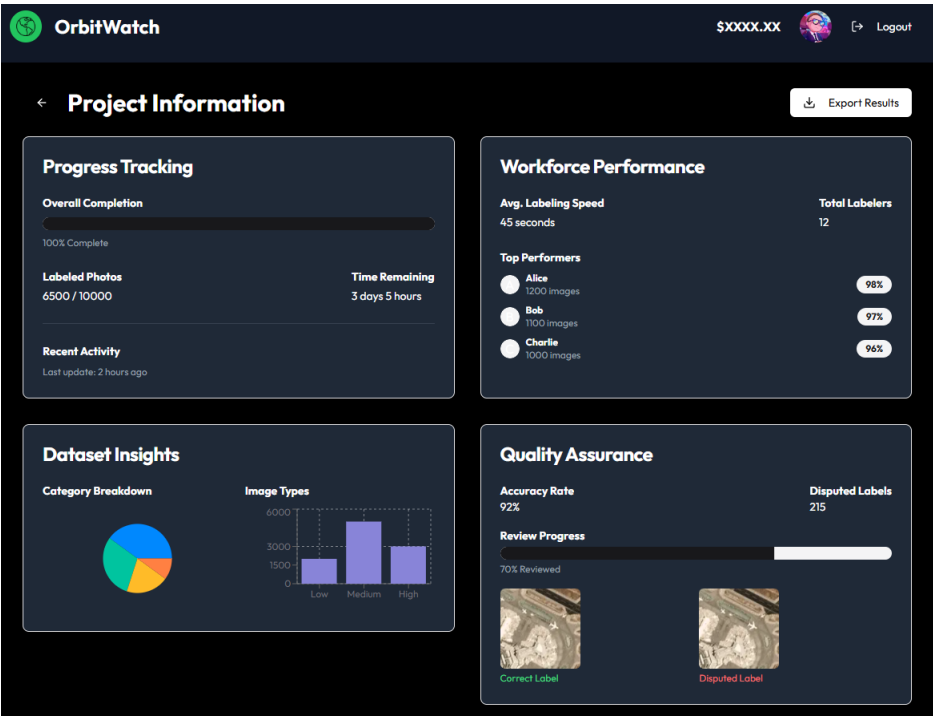 OrbitWatch
$XXXX.XX
Logout
Project Information
Export Results
Progress Tracking
Overall Completion
100% Complete
Labeled Photos
Time Remaining
6500 / 10000
3 days 5 hours
Recent Activity
Last update: 2 hours ago
Workforce Performance
Avg. Labeling Speed
Total Labelers
45 seconds
12
Top Performers
Alice
1200 images
98%
Bob
1100 images
97%
Charlie
1000 images
96%
Dataset Insights
Category Breakdown
Image Types
6000
3000
1500
0
Low
Medium
High
Quality Assurance
Accuracy Rate
Disputed Labels
92%
215
Review Progress
70% Reviewed
Correct Label
Disputed Label